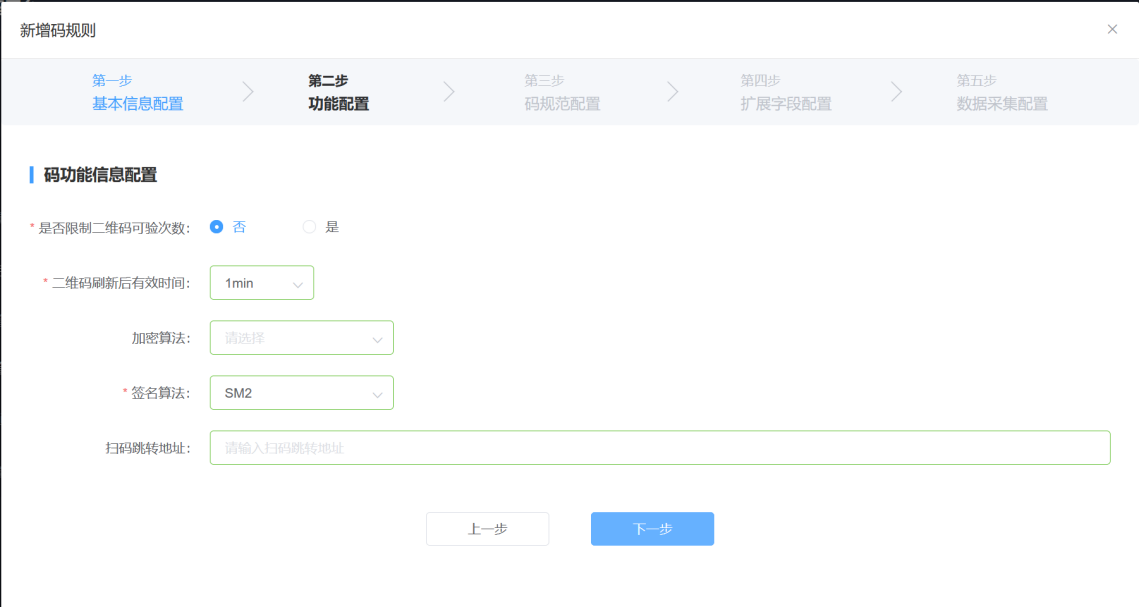 新增码规则
第一步
基本信息配置
第二步
功能配置
第三步
码规范配置
第四步
扩展字段配置
第五步
数据采集配置
码功能信息配置
* 是否限制二维码可验次数: 否 是
* 二维码刷新后有效时间: 1min
加密算法: 请选择
* 签名算法: SM2
扫码跳转地址: 请输入扫码跳转地址
上一步 下一步